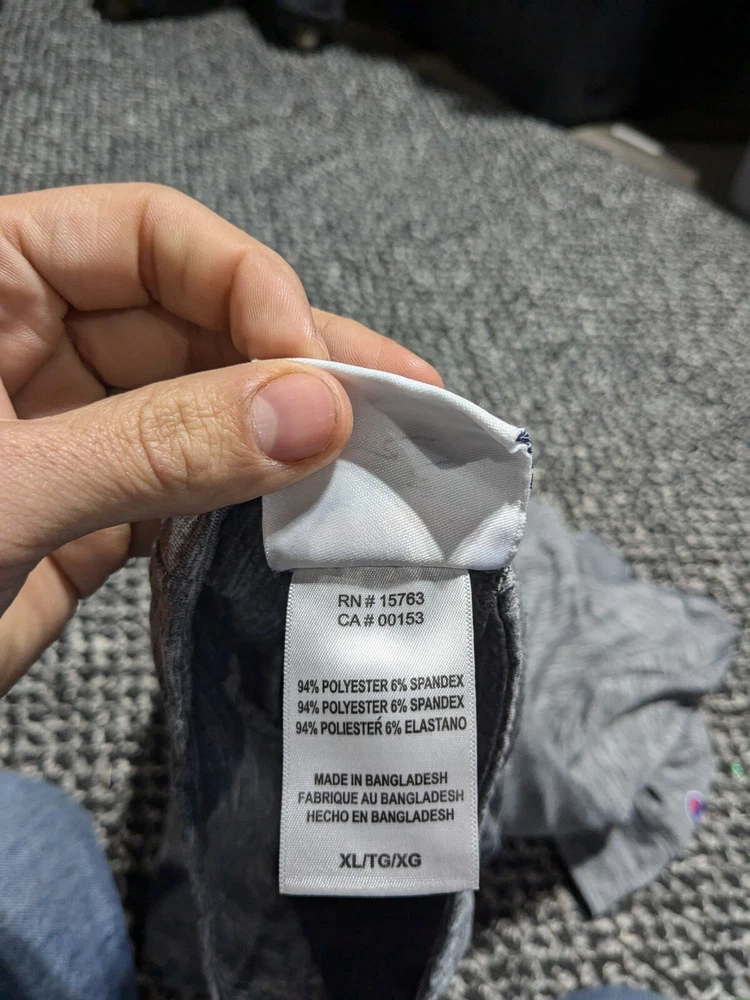 RN # 15763
CA # 00153
94% POLYESTER 6% SPANDEX
94% POLYESTER 6% SPANDEX
94% POLIESTER 6% ELASTANO
MADE IN BANGLADESH
FABRIQUE AU BANGLADESH
HECHO EN BANGLADESH
XL/TG/XG